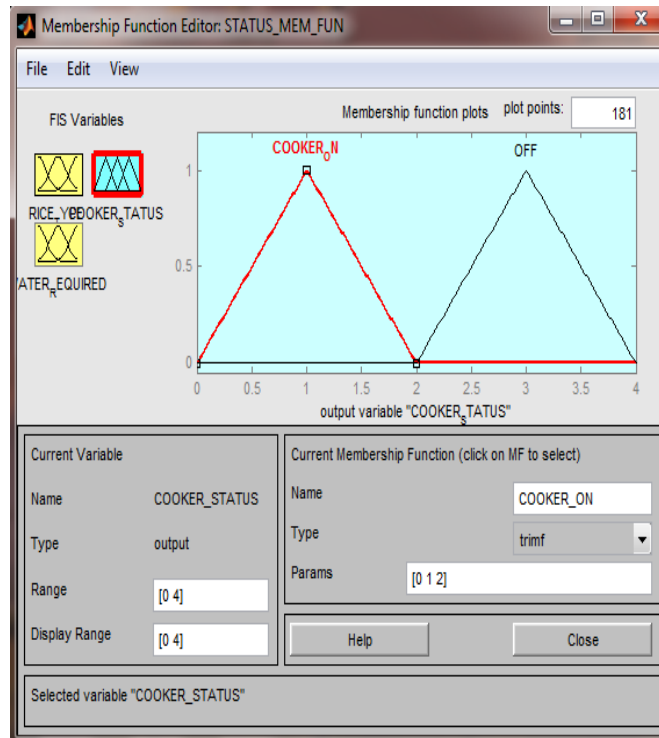 Membership Function Editor: STATUS_MEM_FUN
File Edit View
FIS Variables
Membership function plots plot points: 181
COOKER_ON
OFF
RICE_TYPE
COOKER_STATUS
WATER_REQUIRED
1
0.5
0
0 0.5 1 1.5 2 2.5 3 3.5 4
output variable "COOKER_STATUS"
Current Variable
Name COOKER_STATUS
Type output
Range [0 4]
Display Range [0 4]
Current Membership Function (click on MF to select)
Name COOKER_ON
Type trimf
Params [0 1 2]
Help Close
Selected variable "COOKER_STATUS"